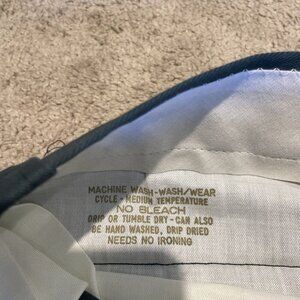 MACHINE WASH-WASH/WEAR
CYCLE - MEDIUM TEMPERATURE
NO BLEACH
DRIP OR TUMBLE DRY-CAN ALSO
BE HAND WASHED, DRIP DRIED
NEEDS NO IRONING